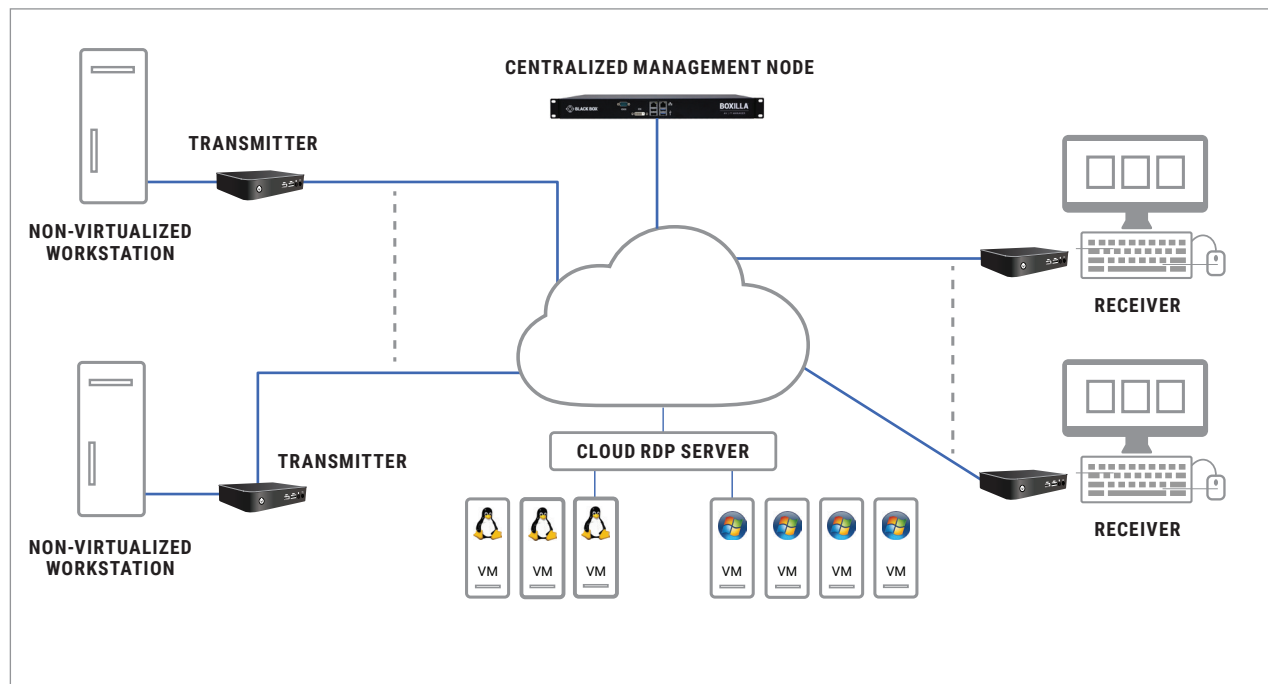 CENTRALIZED MANAGEMENT NODE
BLACK BOX
BOXILLA
TRANSMITTER
NON-VIRTUALIZED
WORKSTATION
RECEIVER
CLOUD RDP SERVER
TRANSMITTER
NON-VIRTUALIZED
WORKSTATION
VM
VM
VM
VM
VM
VM
VM
RECEIVER